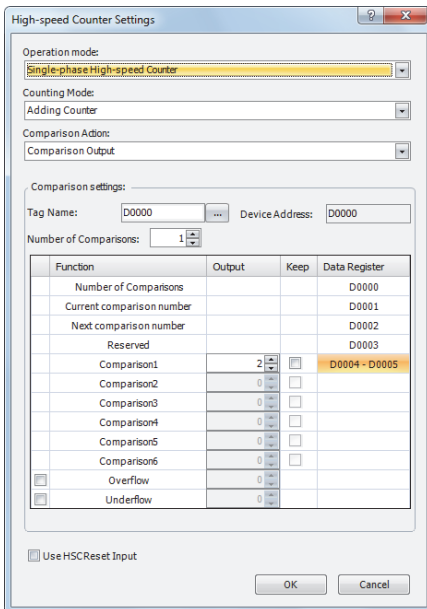 High-speed Counter Settings
Operation mode:
Single-phase High-speed Counter
Counting Mode:
Adding Counter
Comparison Action:
Comparison Output
Comparison settings:
Tag Name: D0000 ... Device Address: D0000
Number of Comparisons: 1
Function Output Keep Data Register
Number of Comparisons D0000
Current comparison number D0001
Next comparison number D0002
Reserved D0003
Comparison1 2 D0004 - D0005
Comparison2 0
Comparison3 0
Comparison4 0
Comparison5 0
Comparison6 0
Overflow 0
Underflow 0
Use HSCReset Input
OK Cancel